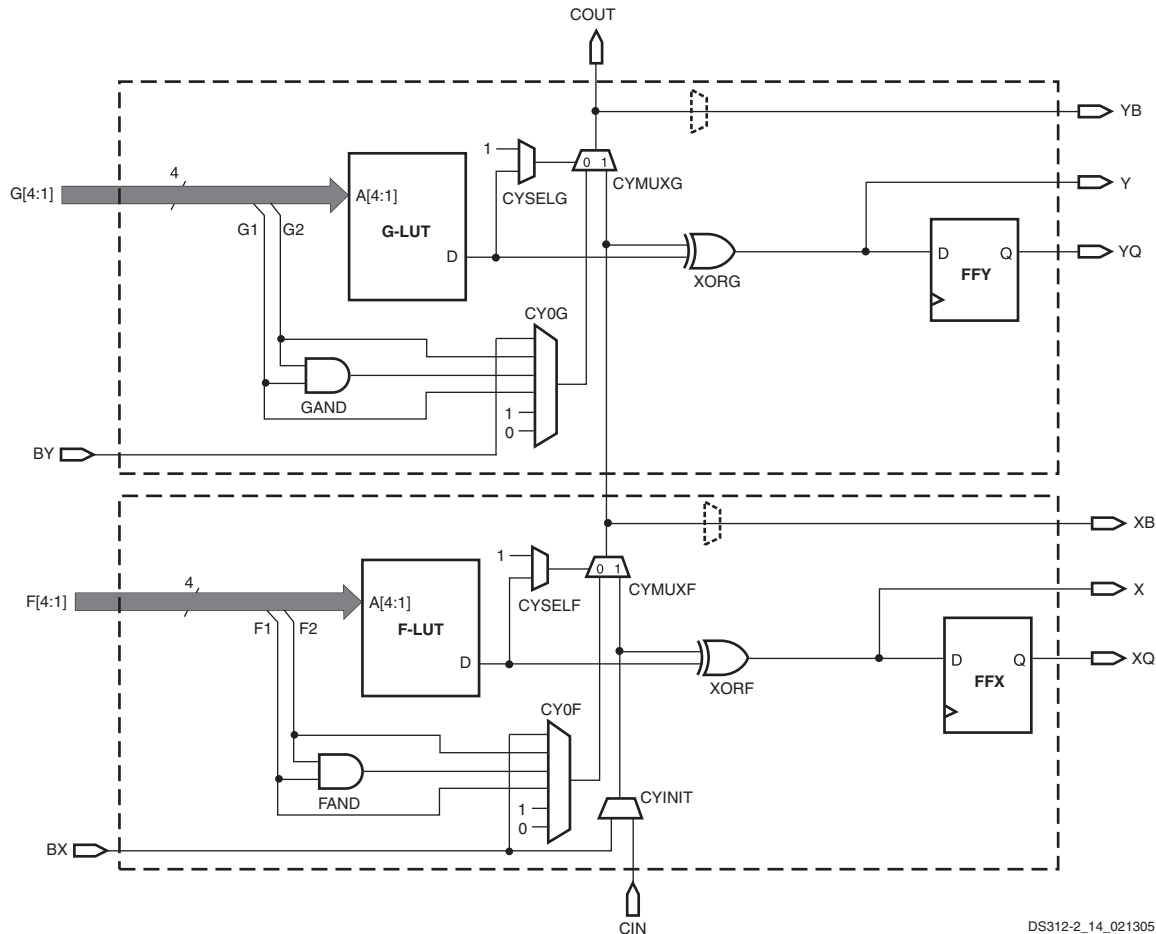 COUT
YB
1
0 1
4
CYSELG
CYMUXG
Y
G[4:1]
A[4:1]
G1 G2
G-LUT
D
XORG
D Q
FFY
YQ
CY0G
GAND
1
0
BY
XB
1
0 1
4
CYSELF
CYMUXF
X
F[4:1]
A[4:1]
F1 F2
F-LUT
D
XORF
D Q
FFX
XQ
CY0F
FAND
CYINIT
1
0
BX
CIN
DS312-2_14_021305